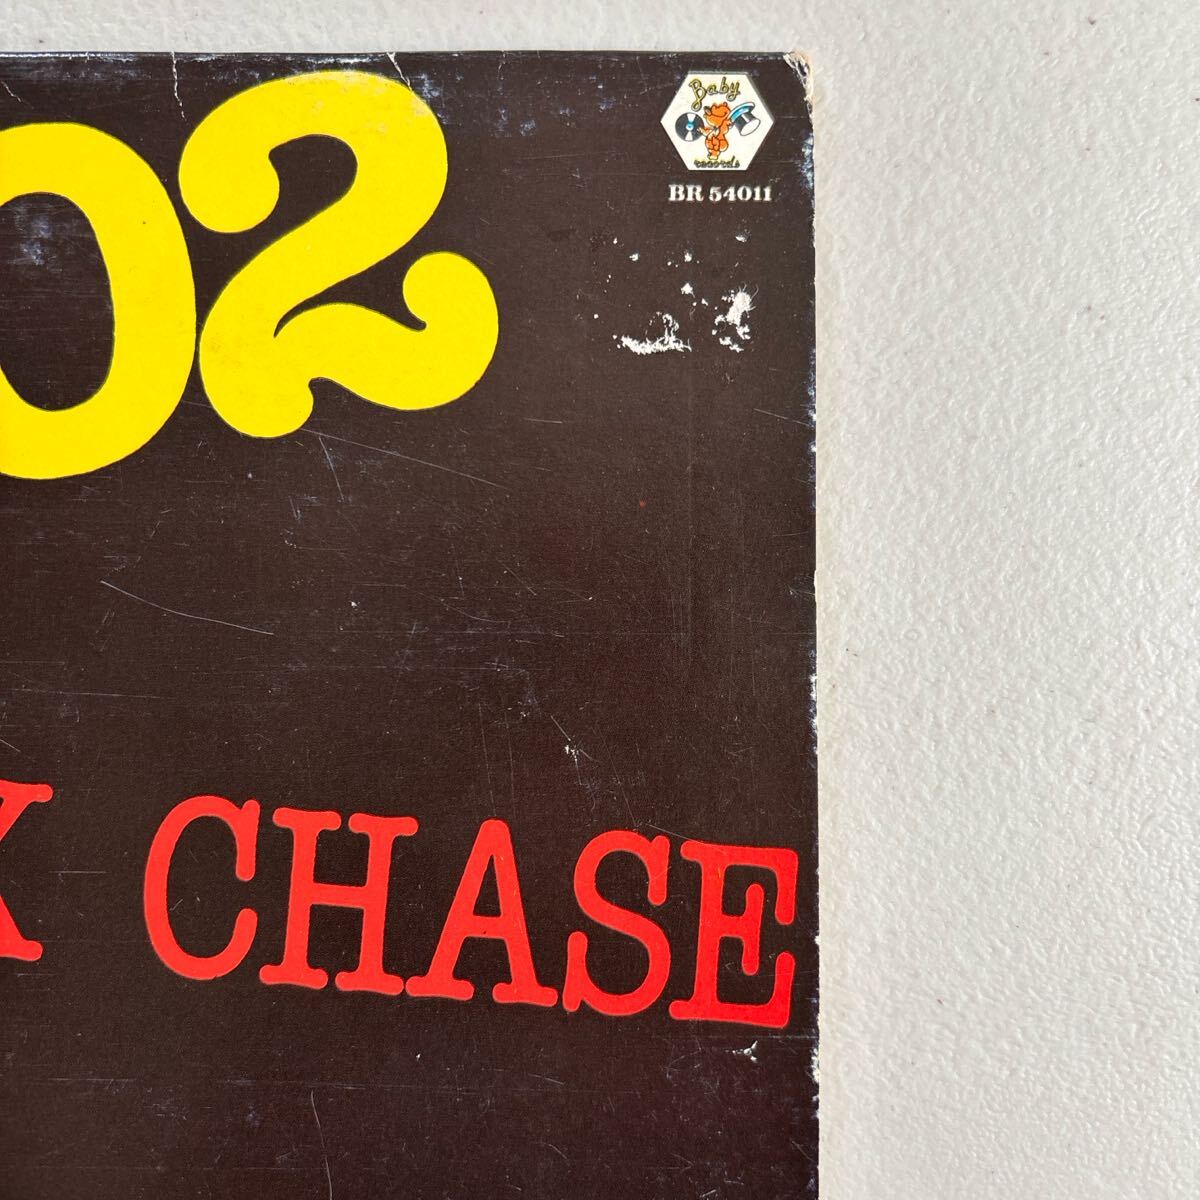 02
Baby
records
BR 54011
X CHASE